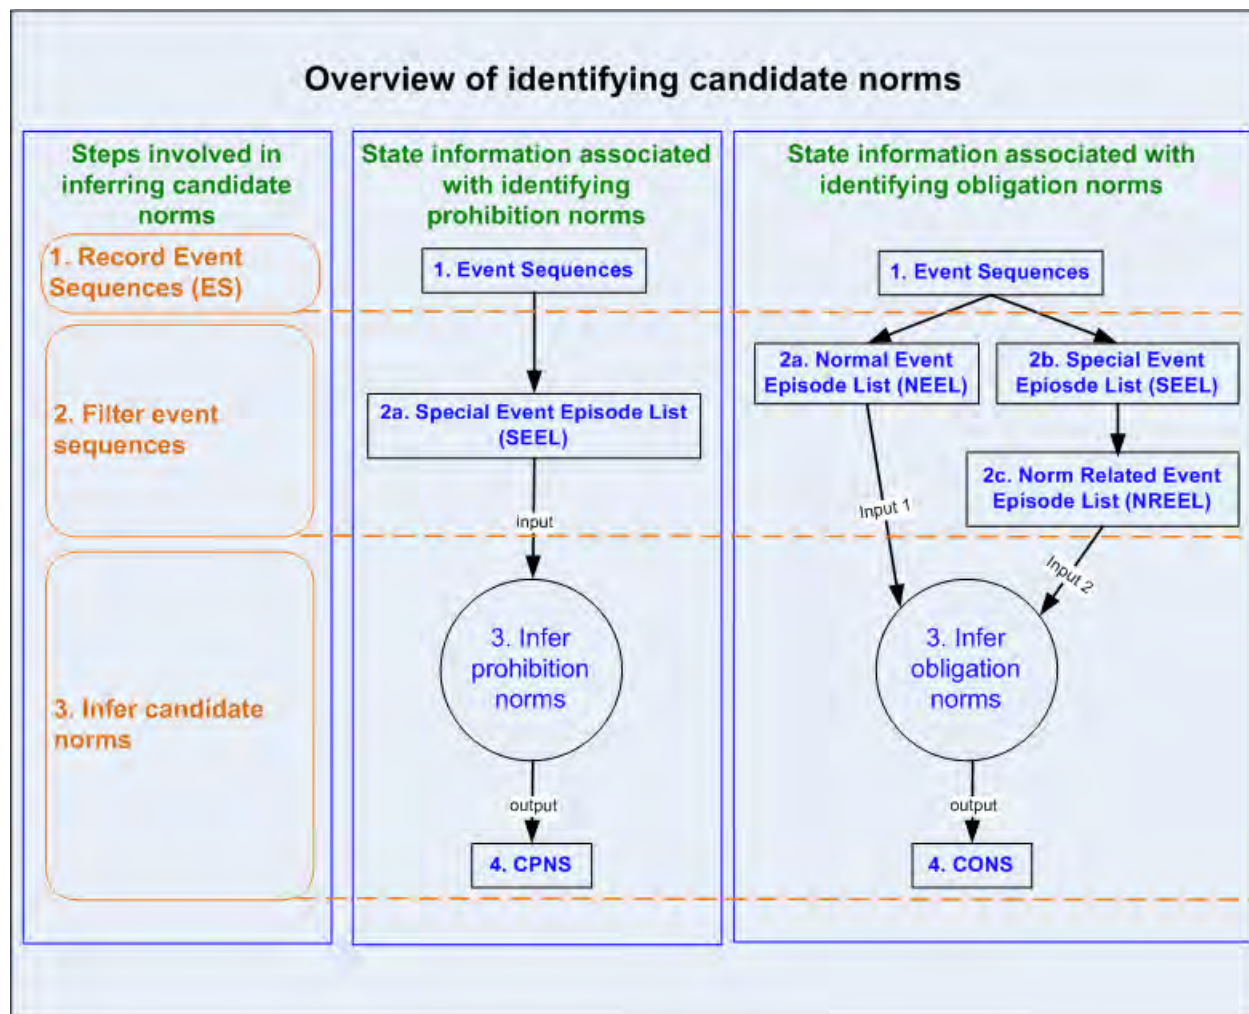 Overview of identifying candidate norms
Steps involved in
inferring candidate
norms
1. Record Event
Sequences (ES)
2. Filter event
sequences
3. Infer candidate
norms
State information associated
with identifying
prohibition norms
1. Event Sequences
2a. Special Event Episode List
(SEEL)
input
3. Infer
prohibition
norms
output
4. CPNS
State information associated with
identifying obligation norms
1. Event Sequences
2a. Normal Event
Episode List (NEEL)
2b. Special Event
Epiosde List (SEEL)
2c. Norm Related Event
Episode List (NREEL)
Input 1
Input 2
3. Infer
obligation
norms
output
4. CONS